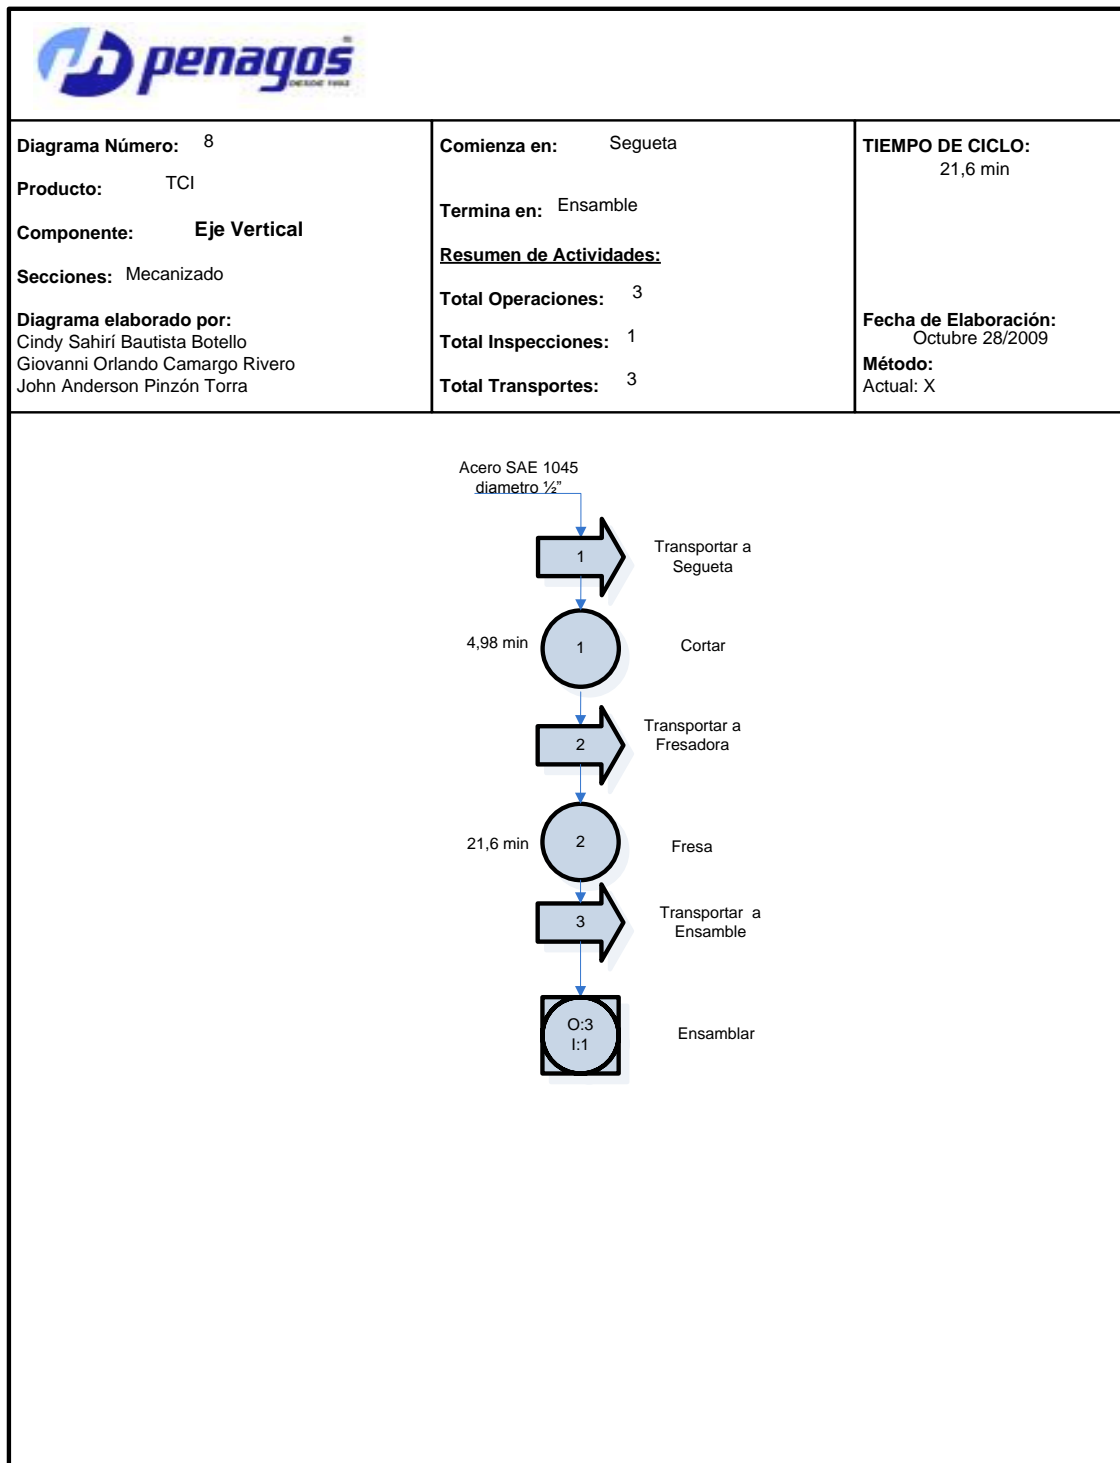 penagos
DESDE 1892
Diagrama Número: 8
Producto: TCI
Componente: Eje Vertical
Secciones: Mecanizado
Diagrama elaborado por:
Cindy Sahirí Bautista Botello
Giovanni Orlando Camargo Rivero
John Anderson Pinzón Torra
Comienza en: Segueta
Termina en: Ensamble
Resumen de Actividades:
Total Operaciones: 3
Total Inspecciones: 1
Total Transportes: 3
TIEMPO DE CICLO:
21,6 min
Fecha de Elaboración:
Octubre 28/2009
Método:
Actual: X
Acero SAE 1045
diametro ½”
1
Transportar a
Segueta
4,98 min
1
Cortar
2
Transportar a
Fresadora
21,6 min
2
Fresa
3
Transportar a
Ensamble
O:3
I:1
Ensamblar